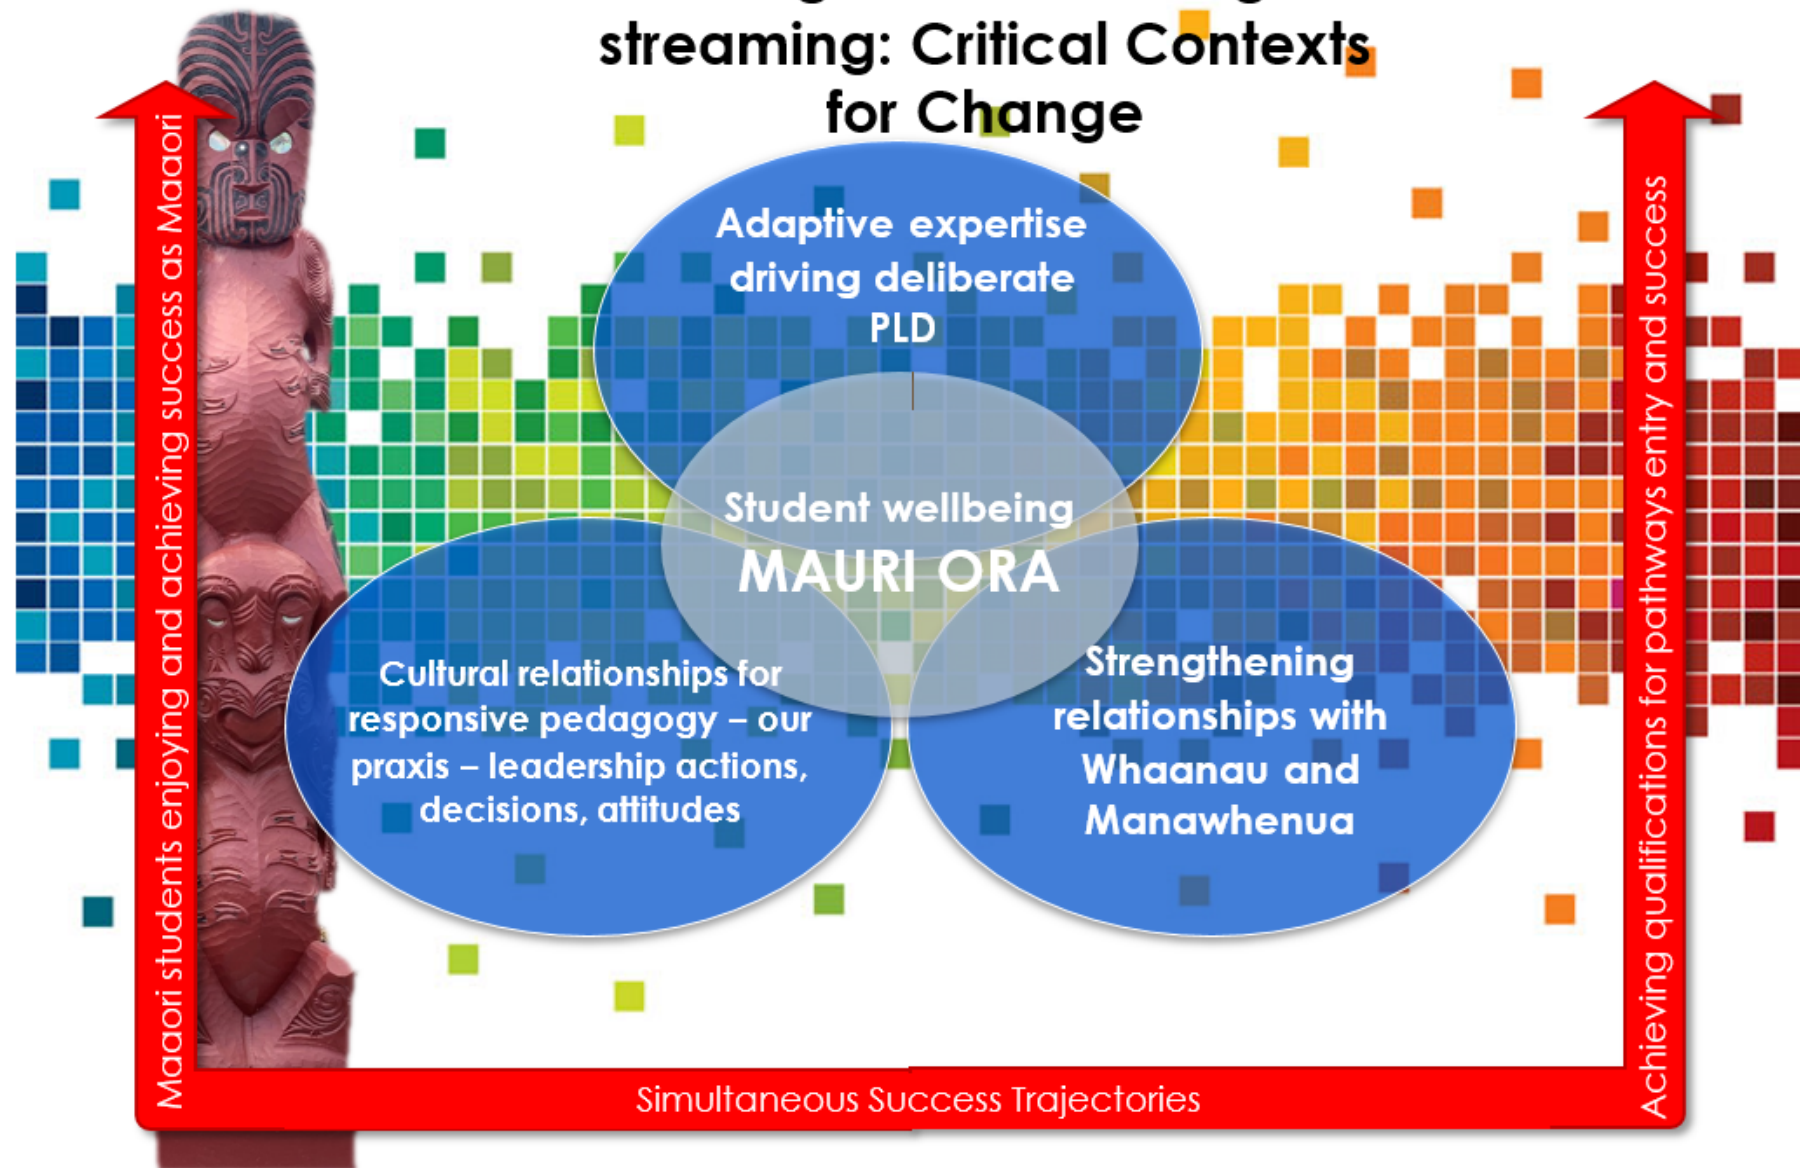 streaming: Critical Contexts
for Change
Adaptive expertise
driving deliberate
PLD
Student wellbeing
MAURI ORA
Cultural relationships for
responsive pedagogy – our
praxis – leadership actions,
decisions, attitudes
Strengthening
relationships with
Whaanau and
Manawhenua
Maaori students enjoying and achieving success as Maaori
Achieving qualifications for pathways entry and success
Simultaneous Success Trajectories